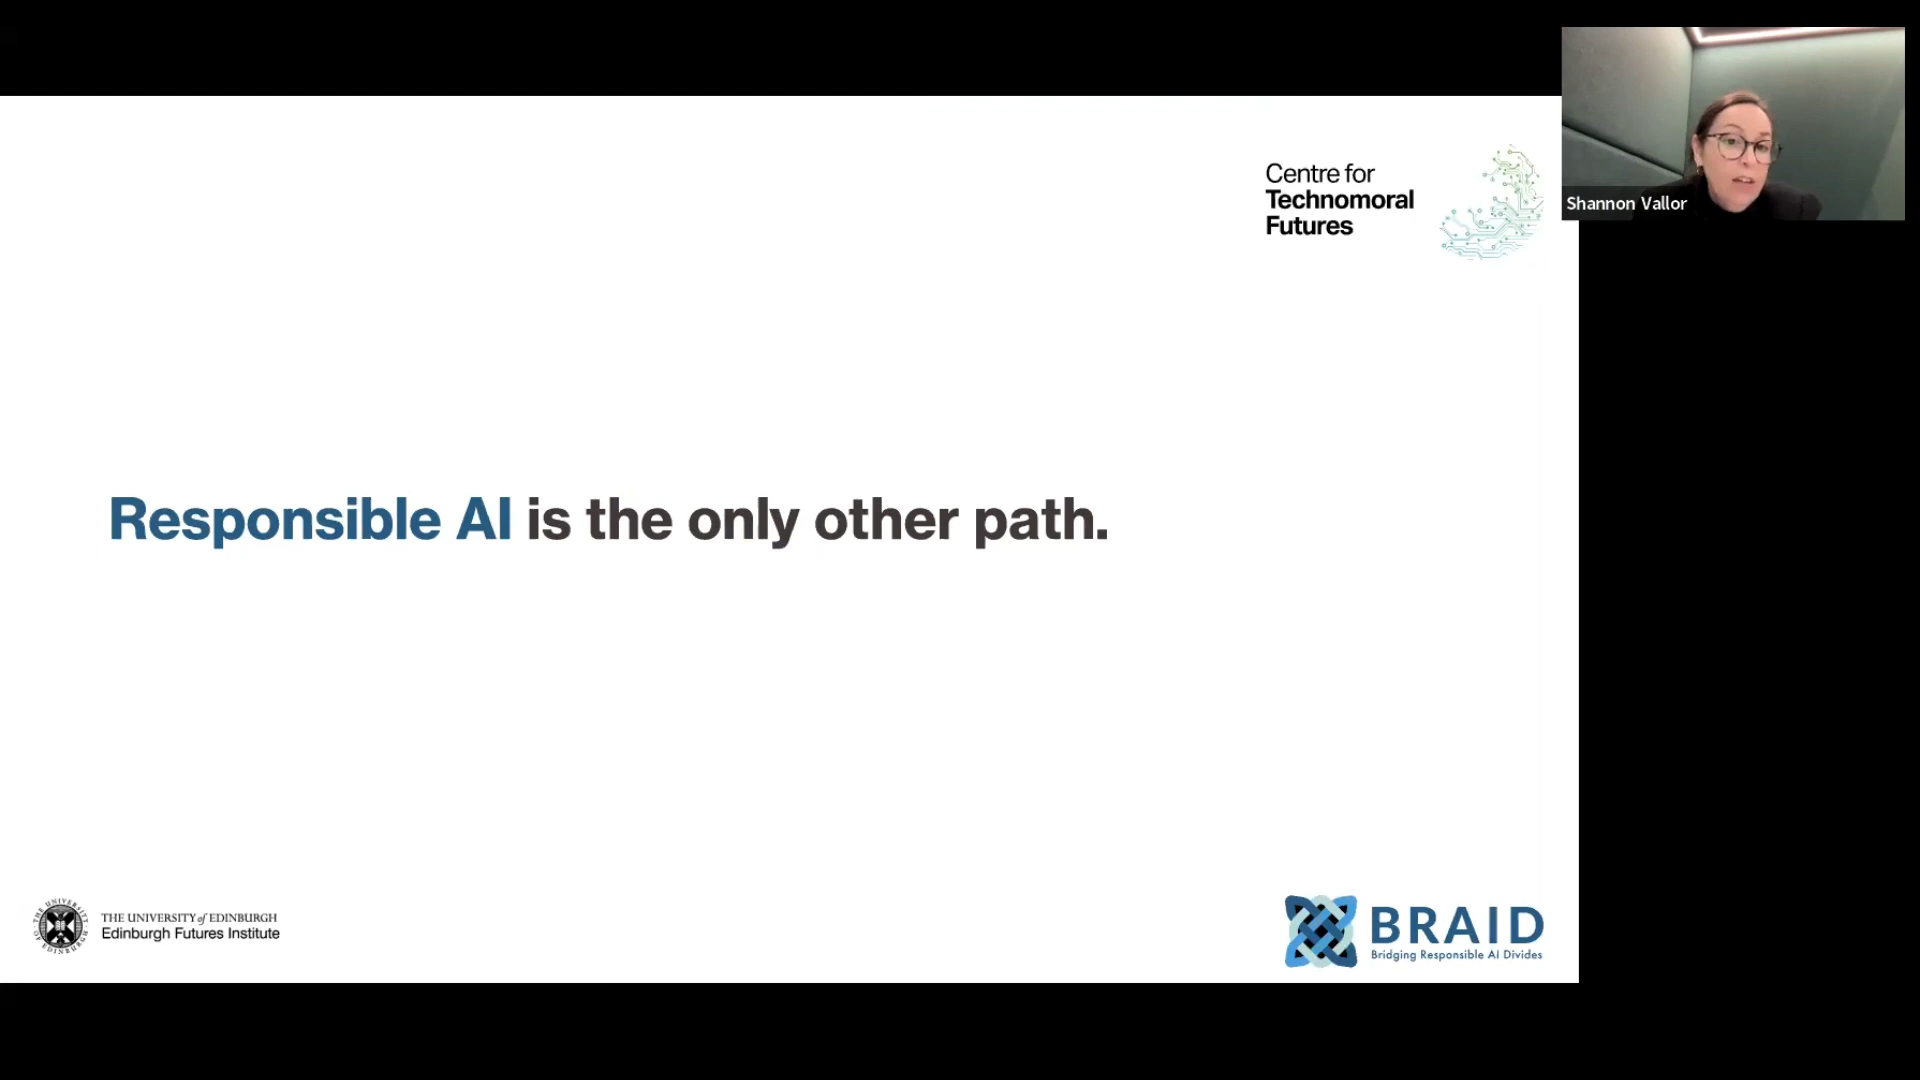 Centre for
Technomoral
Futures
Shannon Vallor
Responsible AI is the only other path.
THE UNIVERSITY of EDINBURGH
Edinburgh Futures Institute
BRAID
Bridging Responsible AI Divides